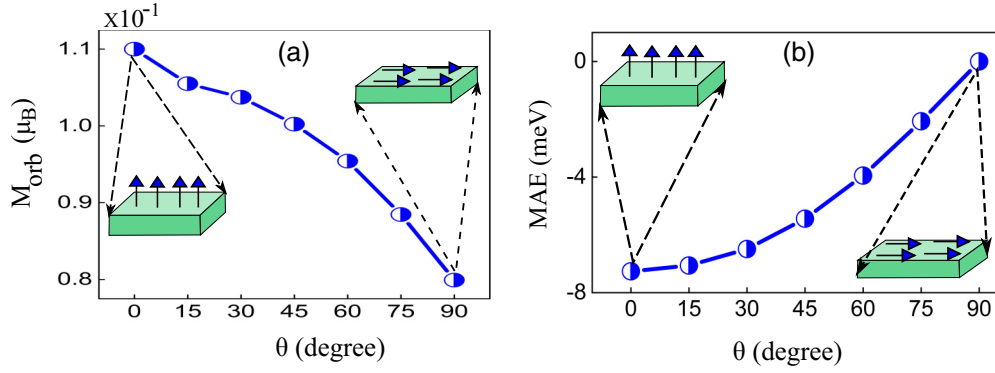 X10⁻¹
(a)
1.1
1.0
0.9
0.8
M_orb (μ_B)
0 15 30 45 60 75 90
θ (degree)
(b)
0
-4
-8
MAE (meV)
0 15 30 45 60 75 90
θ (degree)